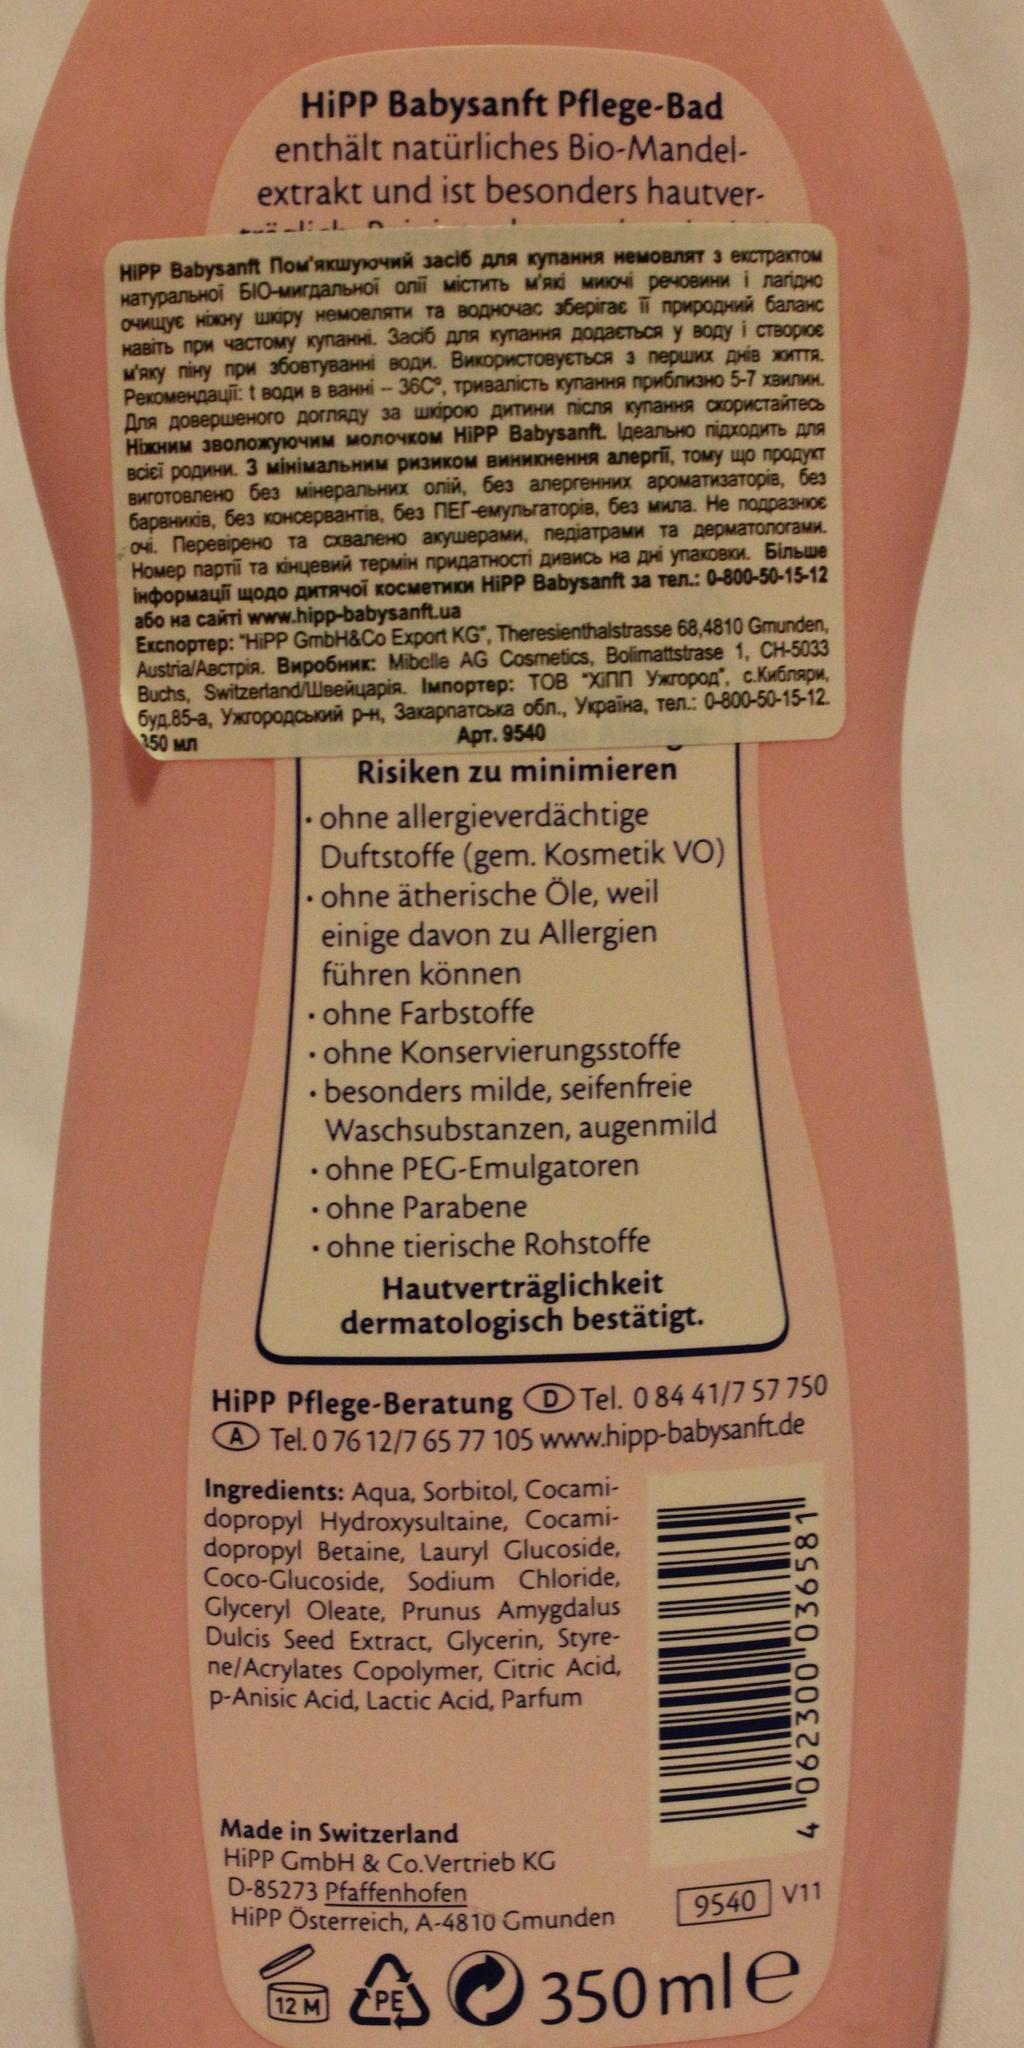 HiPP Babysanft Pflege-Bad
enthält natürliches Bio-Mandel-
extrakt und ist besonders hautver-
HiPP Babysanft Пом'якшуючий засіб для купання немовлят з екстрактом
натуральної БІО-мигдальної олії містить м'які миючі речовини і лагідно
очищує ніжну шкіру немовляти та водночас зберігає її природний баланс
навіть при частому купанні. Засіб для купання додається у воду і створює
м'яку піну при збовтуванні води. Використовується з перших днів життя.
Рекомендації: t води в ванні – 36С°, тривалість купання приблизно 5-7 хвилин.
Для довершеного догляду за шкірою дитини після купання скористайтесь
Ніжним зволожуючим молочком HiPP Babysanft. Ідеально підходить для
всієї родини. З мінімальним ризиком виникнення алергії, тому що продукт
виготовлено без мінеральних олій, без алергенних ароматизаторів, без
барвників, без консервантів, без ПЕГ-емульгаторів, без мила. Не подразнює
очі. Перевірено та схвалено акушерами, педіатрами та дерматологами.
Номер партії та кінцевий термін придатності дивись на дні упаковки. Більше
інформації щодо дитячої косметики HiPP Babysanft за тел.: 0-800-50-15-12
або на сайті www.hipp-babysanft.ua
Експортер: "HiPP GmbH&Co Export KG", Theresienthalstrasse 68,4810 Gmunden,
Austria/Австрія. Виробник: Mibelle AG Cosmetics, Bolimattstrase 1, CH-5033
Buchs, Switzerland/Швейцарія. Імпортер: ТОВ "ХіПП Ужгород", с.Кибляри,
буд.85-а, Ужгородський р-н, Закарпатська обл., Україна, тел.: 0-800-50-15-12.
350 мл Арт. 9540
Risiken zu minimieren
· ohne allergieverdächtige
Duftstoffe (gem. Kosmetik VO)
· ohne ätherische Öle, weil
einige davon zu Allergien
führen können
· ohne Farbstoffe
· ohne Konservierungsstoffe
· besonders milde, seifenfreie
Waschsubstanzen, augenmild
· ohne PEG-Emulgatoren
· ohne Parabene
· ohne tierische Rohstoffe
Hautverträglichkeit
dermatologisch bestätigt.
HiPP Pflege-Beratung D Tel. 0 84 41/7 57 750
A Tel. 0 76 12/7 65 77 105 www.hipp-babysanft.de
Ingredients: Aqua, Sorbitol, Cocami-
dopropyl Hydroxysultaine, Cocami-
dopropyl Betaine, Lauryl Glucoside,
Coco-Glucoside, Sodium Chloride,
Glyceryl Oleate, Prunus Amygdalus
Dulcis Seed Extract, Glycerin, Styre-
ne/Acrylates Copolymer, Citric Acid,
p-Anisic Acid, Lactic Acid, Parfum
4 062300 036581
Made in Switzerland
HiPP GmbH & Co.Vertrieb KG
D-85273 Pfaffenhofen
HiPP Österreich, A-4810 Gmunden
9540 V11
12 M PE 350 ml e